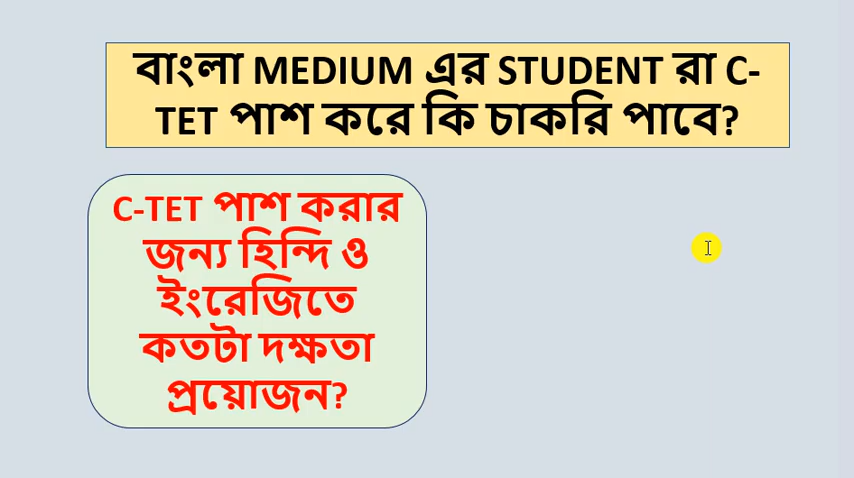 বাংলা MEDIUM এর STUDENT রা C-
TET পাশ করে কি চাকরি পাবে?
C-TET পাশ করার
জন্য হিন্দি ও
ইংরেজিতে
কতটা দক্ষতা
প্রয়োজন?